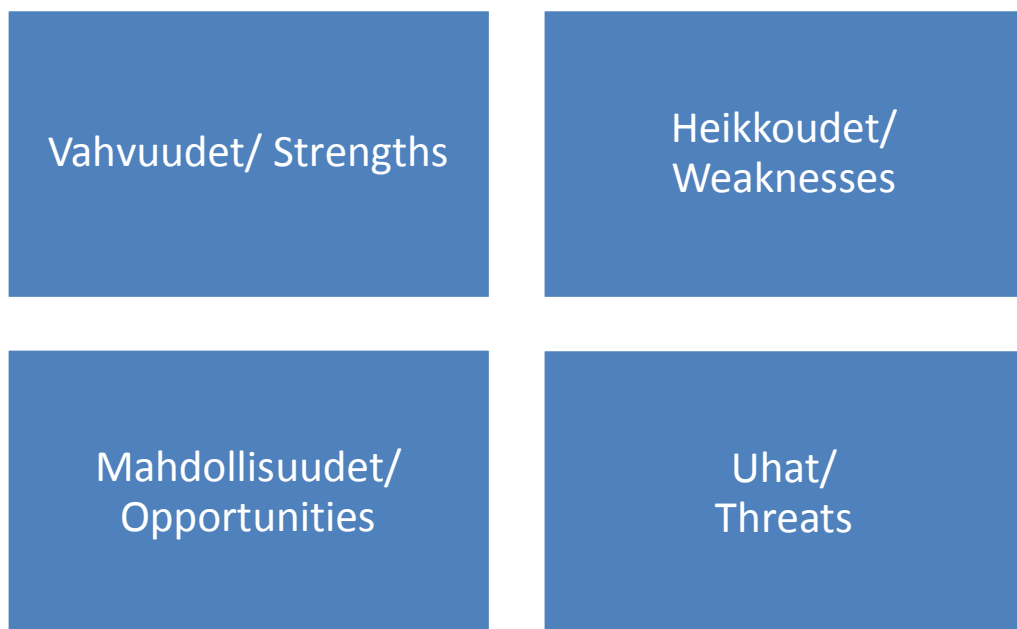 Vahvuudet/ Strengths
Heikkoudet/
Weaknesses
Mahdollisuudet/
Opportunities
Uhat/
Threats